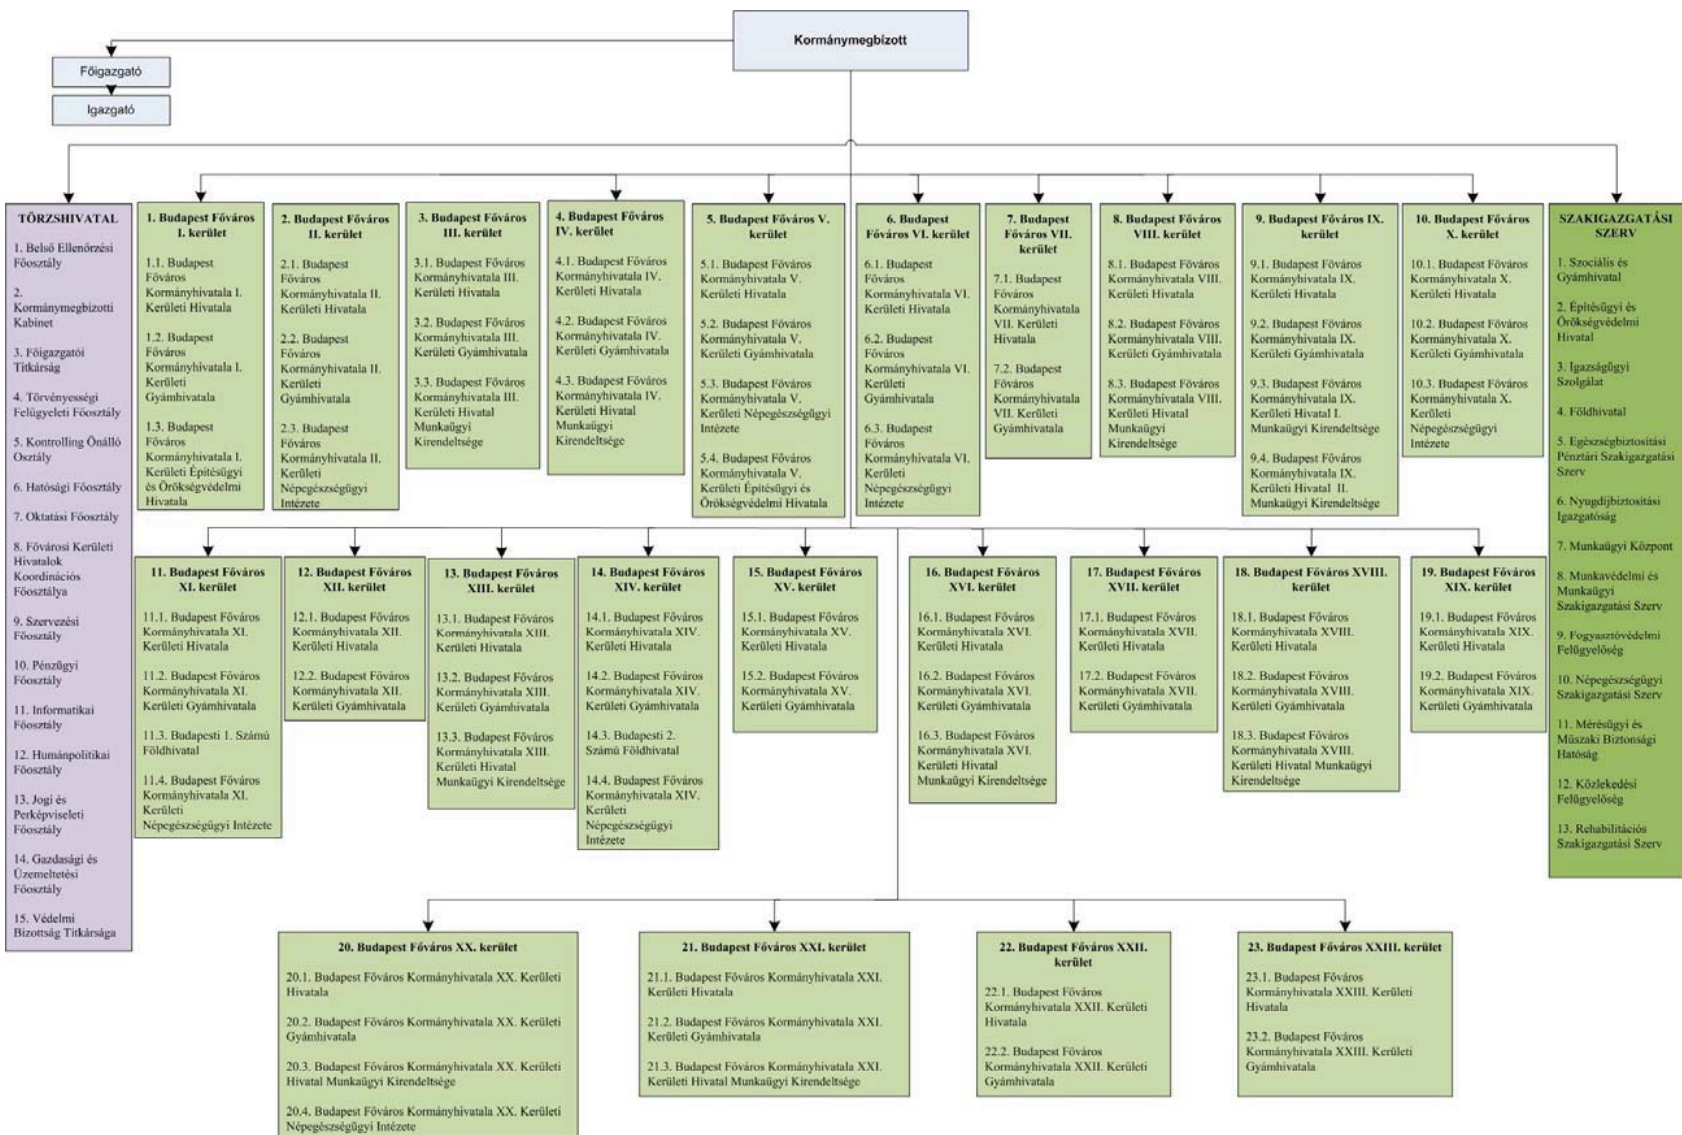 Kormánymegbízott
Főigazgató
Igazgató
TÖRZSHIVATAL
1. Belső Ellenőrzési
Főosztály
2.
Kormánymegbízotti
Kabinet
3. Főigazgatói
Titkárság
4. Törvényességi
Felügyeleti Főosztály
5. Kontrolling Önálló
Osztály
6. Hatósági Főosztály
7. Oktatási Főosztály
8. Fővárosi Kerületi
Hivatalok
Koordinációs
Főosztálya
9. Szervezési
Főosztály
10. Pénzügyi
Főosztály
11. Informatikai
Főosztály
12. Humánpolitikai
Főosztály
13. Jogi és
Perképviseleti
Főosztály
14. Gazdasági és
Üzemeltetési
Főosztály
15. Védelmi
Bizottság Titkársága
1. Budapest Főváros
I. kerület
1.1. Budapest
Főváros
Kormányhivatala I.
Kerületi Hivatala
1.2. Budapest
Főváros
Kormányhivatala I.
Kerületi
Gyámhivatala
1.3. Budapest
Főváros
Kormányhivatala I.
Kerületi Építésügyi
és Örökségvédelmi
Hivatala
2. Budapest Főváros
II. kerület
2.1. Budapest
Főváros
Kormányhivatala II.
Kerületi Hivatala
2.2. Budapest
Főváros
Kormányhivatala II.
Kerületi
Gyámhivatala
2.3. Budapest
Főváros
Kormányhivatala II.
Kerületi
Népegészségügyi
Intézete
3. Budapest Főváros
III. kerület
3.1. Budapest Főváros
Kormányhivatala III.
Kerületi Hivatala
3.2. Budapest Főváros
Kormányhivatala III.
Kerületi Gyámhivatala
3.3. Budapest Főváros
Kormányhivatala III.
Kerületi Hivatal
Munkaügyi
Kirendeltsége
4. Budapest Főváros
IV. kerület
4.1. Budapest Főváros
Kormányhivatala IV.
Kerületi Hivatala
4.2. Budapest Főváros
Kormányhivatala IV.
Kerületi Gyámhivatala
4.3. Budapest Főváros
Kormányhivatala IV.
Kerületi Hivatal
Munkaügyi
Kirendeltsége
5. Budapest Főváros V.
kerület
5.1. Budapest Főváros
Kormányhivatala V.
Kerületi Hivatala
5.2. Budapest Főváros
Kormányhivatala V.
Kerületi Gyámhivatala
5.3. Budapest Főváros
Kormányhivatala V.
Kerületi Népegészségügyi
Intézete
5.4. Budapest Főváros
Kormányhivatala V.
Kerületi Építésügyi és
Örökségvédelmi Hivatala
6. Budapest
Főváros VI. kerület
6.1. Budapest
Főváros
Kormányhivatala VI.
Kerületi Hivatala
6.2. Budapest
Főváros
Kormányhivatala VI.
Kerületi
Gyámhivatala
6.3. Budapest
Főváros
Kormányhivatala VI.
Kerületi
Népegészségügyi
Intézete
7. Budapest
Főváros VII.
kerület
7.1. Budapest
Főváros
Kormányhivatala
VII. Kerületi
Hivatala
7.2. Budapest
Főváros
Kormányhivatala
VII. Kerületi
Gyámhivatala
8. Budapest Főváros
VIII. kerület
8.1. Budapest Főváros
Kormányhivatala VIII.
Kerületi Hivatala
8.2. Budapest Főváros
Kormányhivatala VIII.
Kerületi Gyámhivatala
8.3. Budapest Főváros
Kormányhivatala VIII.
Kerületi Hivatal
Munkaügyi
Kirendeltsége
9. Budapest Főváros IX.
kerület
9.1. Budapest Főváros
Kormányhivatala IX.
Kerületi Hivatala
9.2. Budapest Főváros
Kormányhivatala IX.
Kerületi Gyámhivatala
9.3. Budapest Főváros
Kormányhivatala IX.
Kerületi Hivatal I.
Munkaügyi Kirendeltsége
9.4. Budapest Főváros
Kormányhivatala IX.
Kerületi Hivatal II.
Munkaügyi Kirendeltsége
10. Budapest Főváros
X. kerület
10.1. Budapest Főváros
Kormányhivatala X.
Kerületi Hivatala
10.2. Budapest Főváros
Kormányhivatala X.
Kerületi Gyámhivatala
10.3. Budapest Főváros
Kormányhivatala X.
Kerületi
Népegészségügyi
Intézete
SZAKIGAZGATÁSI
SZERV
1. Szociális és
Gyámhivatal
2. Építésügyi és
Örökségvédelmi
Hivatal
3. Igazságügyi
Szolgálat
4. Földhivatal
5. Egészségbiztosítási
Pénztári Szakigazgatási
Szerv
6. Nyugdíjbiztosítási
Igazgatóság
7. Munkaügyi Központ
8. Munkavédelmi és
Munkaügyi
Szakigazgatási Szerv
9. Fogyasztóvédelmi
Felügyelőség
10. Népegészségügyi
Szakigazgatási Szerv
11. Mérésügyi és
Műszaki Biztonsági
Hatóság
12. Közlekedési
Felügyelőség
13. Rehabilitációs
Szakigazgatási Szerv
11. Budapest Főváros
XI. kerület
11.1. Budapest Főváros
Kormányhivatala XI.
Kerületi Hivatala
11.2. Budapest Főváros
Kormányhivatala XI.
Kerületi Gyámhivatala
11.3. Budapesti 1. Számú
Földhivatal
11.4. Budapest Főváros
Kormányhivatala XI.
Kerületi
Népegészségügyi Intézete
12. Budapest Főváros
XII. kerület
12.1. Budapest Főváros
Kormányhivatala XII.
Kerületi Hivatala
12.2. Budapest Főváros
Kormányhivatala XII.
Kerületi Gyámhivatala
13. Budapest Főváros
XIII. kerület
13.1. Budapest Főváros
Kormányhivatala XIII.
Kerületi Hivatala
13.2. Budapest Főváros
Kormányhivatala XIII.
Kerületi Gyámhivatala
13.3. Budapest Főváros
Kormányhivatala XIII.
Kerületi Hivatal
Munkaügyi Kirendeltsége
14. Budapest Főváros
XIV. kerület
14.1. Budapest Főváros
Kormányhivatala XIV.
Kerületi Hivatala
14.2. Budapest Főváros
Kormányhivatala XIV.
Kerületi Gyámhivatala
14.3. Budapesti 2.
Számú Földhivatal
14.4. Budapest Főváros
Kormányhivatala XIV.
Kerületi
Népegészségügyi
Intézete
15. Budapest Főváros
XV. kerület
15.1. Budapest Főváros
Kormányhivatala XV.
Kerületi Hivatala
15.2. Budapest Főváros
Kormányhivatala XV.
Kerületi Gyámhivatala
16. Budapest Főváros
XVI. kerület
16.1. Budapest Főváros
Kormányhivatala XVI.
Kerületi Hivatala
16.2. Budapest Főváros
Kormányhivatala XVI.
Kerületi Gyámhivatala
16.3. Budapest Főváros
Kormányhivatala XVI.
Kerületi Hivatal
Munkaügyi Kirendeltsége
17. Budapest Főváros
XVII. kerület
17.1. Budapest Főváros
Kormányhivatala XVII.
Kerületi Hivatala
17.2. Budapest Főváros
Kormányhivatala XVII.
Kerületi Gyámhivatala
18. Budapest Főváros XVIII.
kerület
18.1. Budapest Főváros
Kormányhivatala XVIII.
Kerületi Hivatala
18.2. Budapest Főváros
Kormányhivatala XVIII.
Kerületi Gyámhivatala
18.3. Budapest Főváros
Kormányhivatala XVIII.
Kerületi Hivatal Munkaügyi
Kirendeltsége
19. Budapest Főváros
XIX. kerület
19.1. Budapest Főváros
Kormányhivatala XIX.
Kerületi Hivatala
19.2. Budapest Főváros
Kormányhivatala XIX.
Kerületi Gyámhivatala
20. Budapest Főváros XX. kerület
20.1. Budapest Főváros Kormányhivatala XX. Kerületi
Hivatala
20.2. Budapest Főváros Kormányhivatala XX. Kerületi
Gyámhivatala
20.3. Budapest Főváros Kormányhivatala XX. Kerületi
Hivatal Munkaügyi Kirendeltsége
20.4. Budapest Főváros Kormányhivatala XX. Kerületi
Népegészségügyi Intézete
21. Budapest Főváros XXI. kerület
21.1. Budapest Főváros Kormányhivatala XXI.
Kerületi Hivatala
21.2. Budapest Főváros Kormányhivatala XXI.
Kerületi Gyámhivatala
21.3. Budapest Főváros Kormányhivatala XXI.
Kerületi Hivatal Munkaügyi Kirendeltsége
22. Budapest Főváros XXII.
kerület
22.1. Budapest Főváros
Kormányhivatala XXII. Kerületi
Hivatala
22.2. Budapest Főváros
Kormányhivatala XXII. Kerületi
Gyámhivatala
23. Budapest Főváros XXIII. kerület
23.1. Budapest Főváros
Kormányhivatala XXIII. Kerületi
Hivatala
23.2. Budapest Főváros
Kormányhivatala XXIII. Kerületi
Gyámhivatala